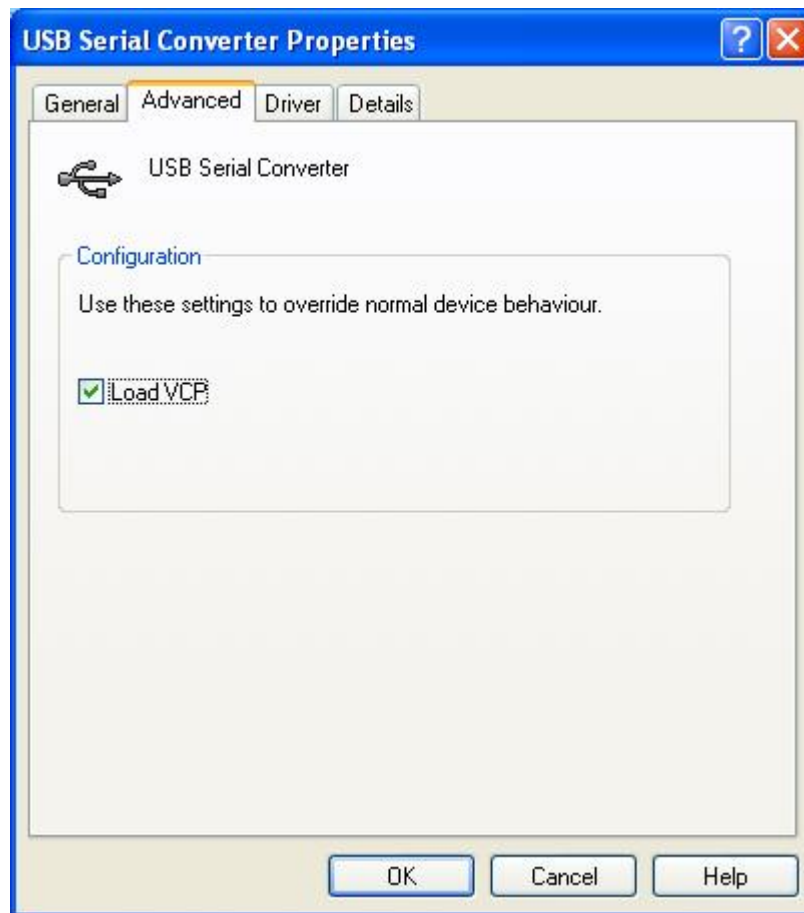 USB Serial Converter Properties
?
General Advanced Driver Details
USB Serial Converter
Configuration
Use these settings to override normal device behaviour.
Load VCP
OK Cancel Help